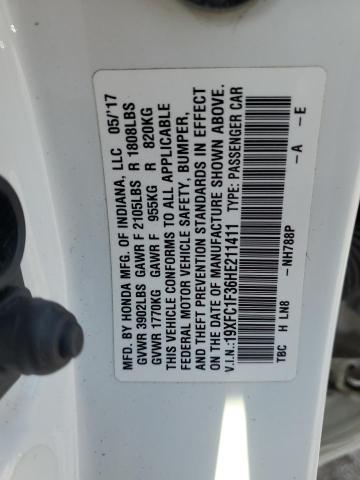 MFD. BY HONDA MFG. OF INDIANA, LLC 05/'17
GVWR 3902LBS GAWR F 2105LBS R 1808LBS
GVWR 1770KG GAWR F 955KG R 820KG
THIS VEHICLE CONFORMS TO ALL APPLICABLE
FEDERAL MOTOR VEHICLE SAFETY, BUMPER,
AND THEFT PREVENTION STANDARDS IN EFFECT
ON THE DATE OF MANUFACTURE SHOWN ABOVE.
V.I.N.:19XFC1F36HE211411 TYPE: PASSENGER CAR
TBC H LN8 -NH788P -A -E